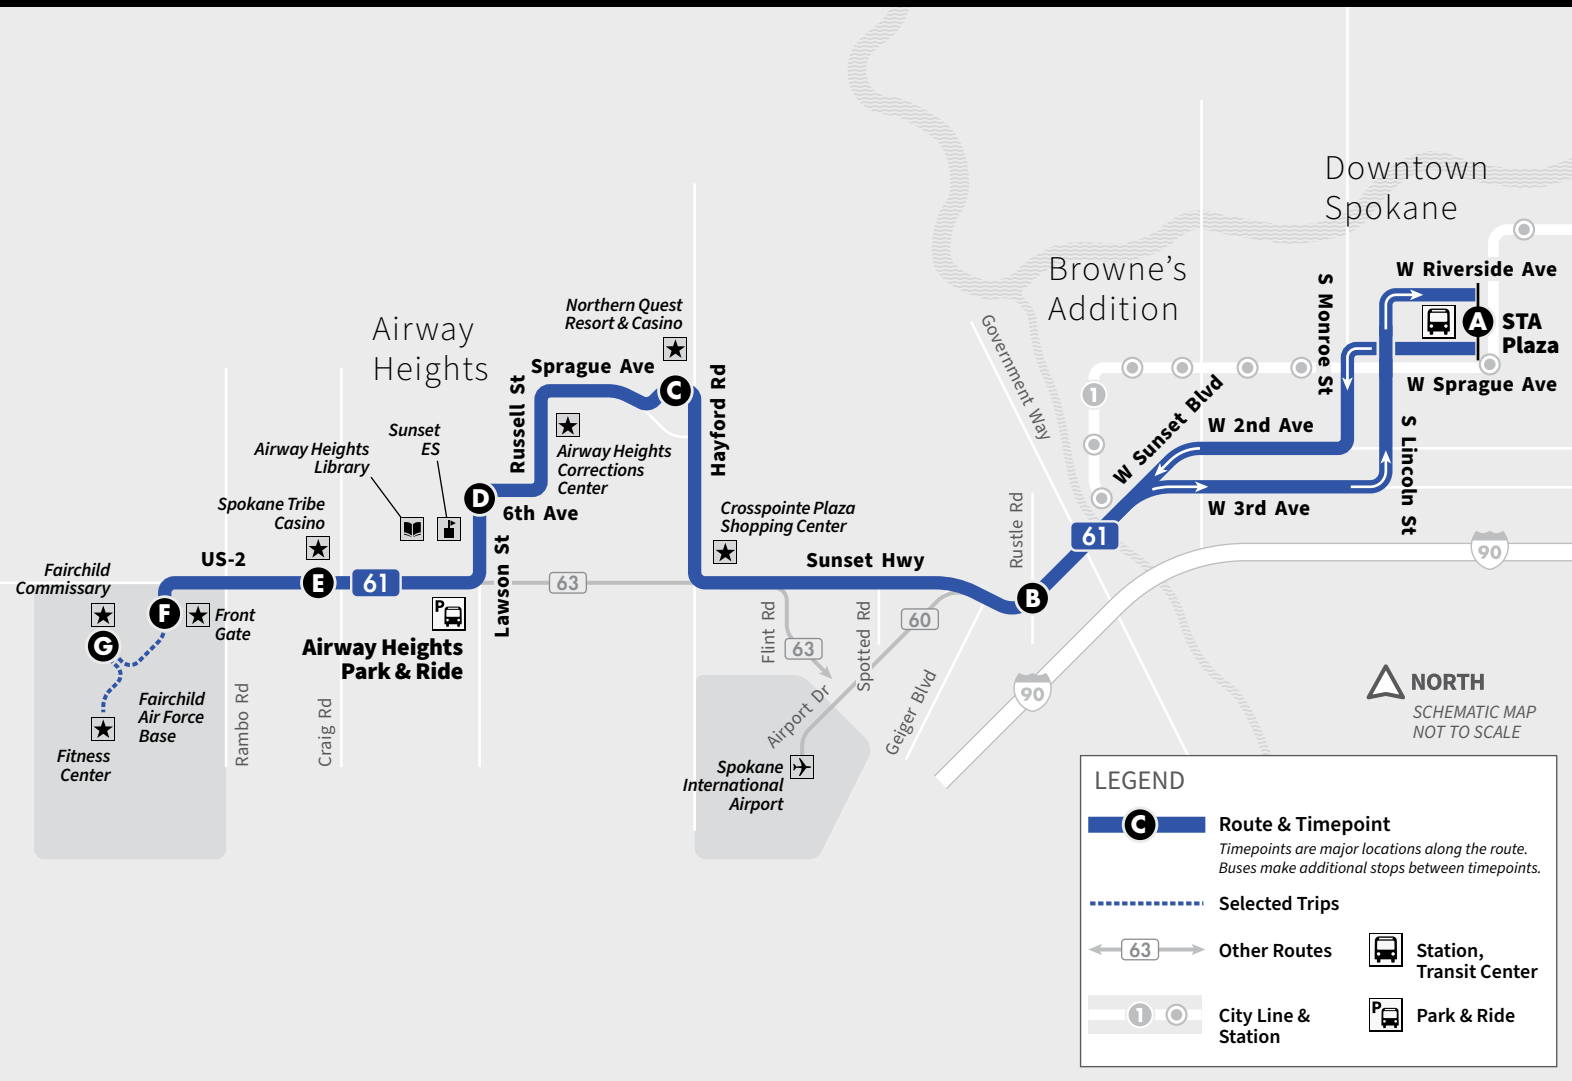 Downtown
Spokane
Browne's
Addition
Airway
Heights
W Riverside Ave
A
STA
Plaza
W Sprague Ave
S Monroe St
S Lincoln St
W 2nd Ave
W 3rd Ave
W Sunset Blvd
Government Way
1
61
90
90
Rustle Rd
B
Sunset Hwy
Northern Quest
Resort & Casino
Sprague Ave
C
Hayford Rd
Russell St
Airway Heights
Corrections
Center
Crosspointe Plaza
Shopping Center
Sunset
ES
Airway Heights
Library
D
6th Ave
Lawson St
Spokane Tribe
Casino
US-2
E
61
63
P
Airway Heights
Park & Ride
Fairchild
Commissary
F
Front
Gate
G
Fairchild
Air Force
Base
Fitness
Center
Rambo Rd
Craig Rd
Flint Rd
63
Spotted Rd
60
Airport Dr
Geiger Blvd
Spokane
International
Airport
NORTH
SCHEMATIC MAP
NOT TO SCALE
LEGEND
C
Route & Timepoint
Timepoints are major locations along the route.
Buses make additional stops between timepoints.
Selected Trips
63
Other Routes
Station,
Transit Center
1
City Line &
Station
P
Park & Ride